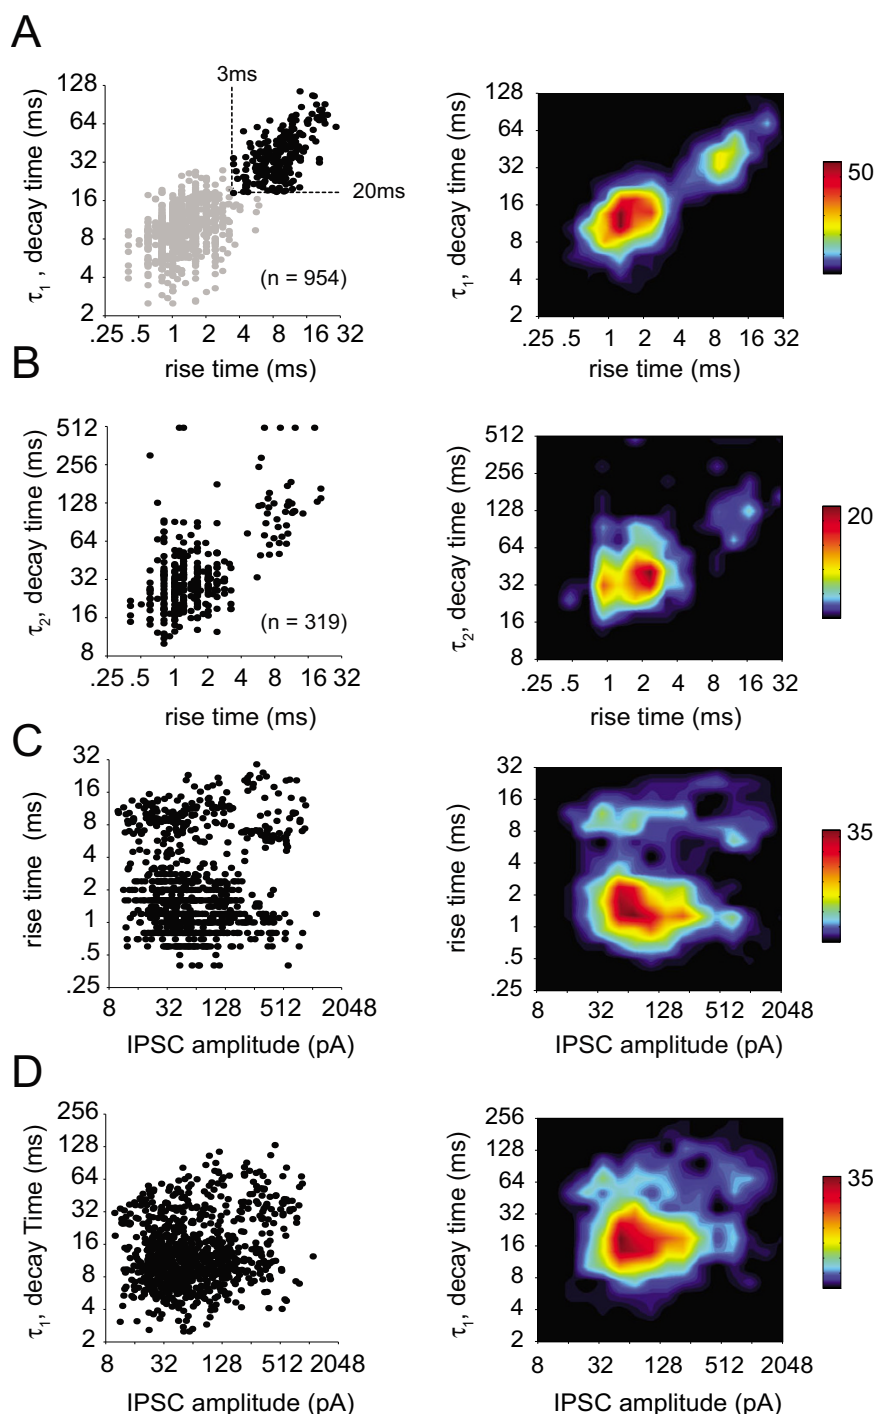 A
τ1 , decay time (ms)
128
64
32
16
8
4
2
3ms
20ms
(n = 954)
.25 .5 1 2 4 8 16 32
rise time (ms)
τ1, decay time (ms)
128
64
32
16
8
4
2
.25 .5 1 2 4 8 16 32
rise time (ms)
50
B
τ2, decay time (ms)
512
256
128
64
32
16
8
(n = 319)
.25 .5 1 2 4 8 16 32
rise time (ms)
τ2, decay time (ms)
512
256
128
64
32
16
8
.25 .5 1 2 4 8 16 32
rise time (ms)
20
C
rise time (ms)
32
16
8
4
2
1
.5
.25
8 32 128 512 2048
IPSC amplitude (pA)
rise time (ms)
32
16
8
4
2
1
.5
.25
8 32 128 512 2048
IPSC amplitude (pA)
35
D
τ1, decay Time (ms)
256
128
64
32
16
8
4
2
8 32 128 512 2048
IPSC amplitude (pA)
τ1, decay time (ms)
256
128
64
32
16
8
4
2
8 32 128 512 2048
IPSC amplitude (pA)
35